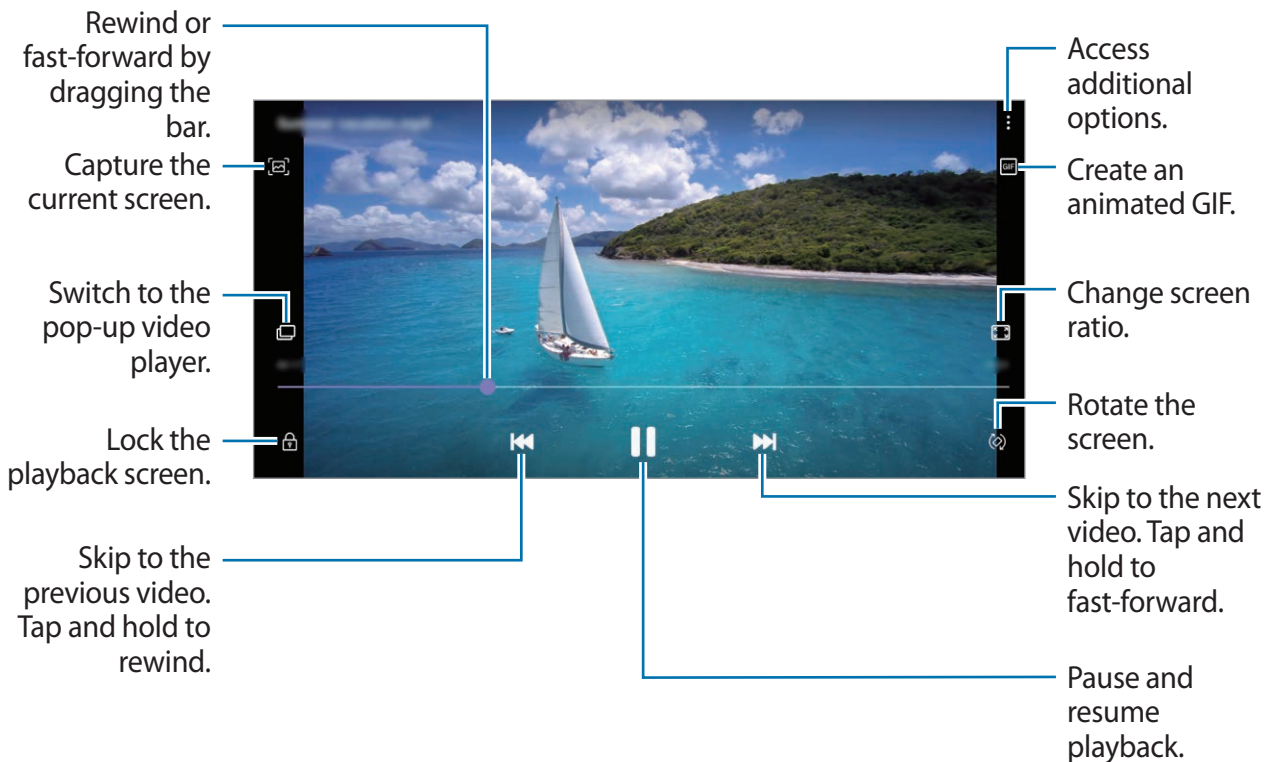 Rewind or
fast-forward by
dragging the
bar.
Capture the
current screen.
Switch to the
pop-up video
player.
Lock the
playback screen.
Skip to the
previous video.
Tap and hold to
rewind.
Access
additional
options.
GIF
Create an
animated GIF.
Change screen
ratio.
Rotate the
screen.
Skip to the next
video. Tap and
hold to
fast-forward.
Pause and
resume
playback.